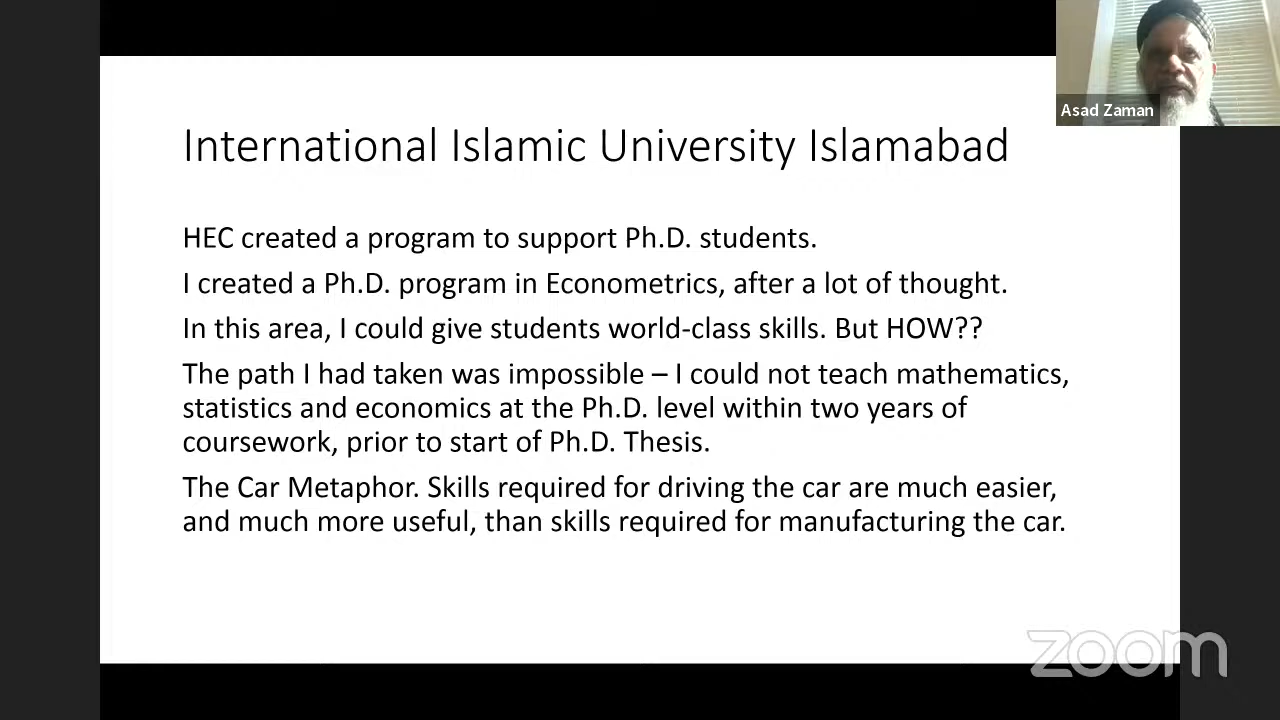 Asad Zaman
International Islamic University Islamabad
HEC created a program to support Ph.D. students.
I created a Ph.D. program in Econometrics, after a lot of thought.
In this area, I could give students world-class skills. But HOW??
The path I had taken was impossible – I could not teach mathematics,
statistics and economics at the Ph.D. level within two years of
coursework, prior to start of Ph.D. Thesis.
The Car Metaphor. Skills required for driving the car are much easier,
and much more useful, than skills required for manufacturing the car.
zoom